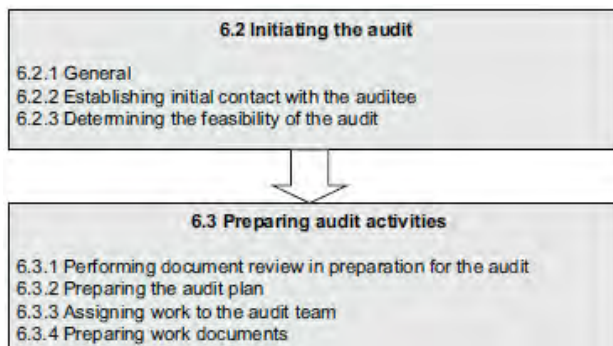 6.2 Initiating the audit
6.2.1 General
6.2.2 Establishing initial contact with the auditee
6.2.3 Determining the feasibility of the audit
6.3 Preparing audit activities
6.3.1 Performing document review in preparation for the audit
6.3.2 Preparing the audit plan
6.3.3 Assigning work to the audit team
6.3.4 Preparing work documents